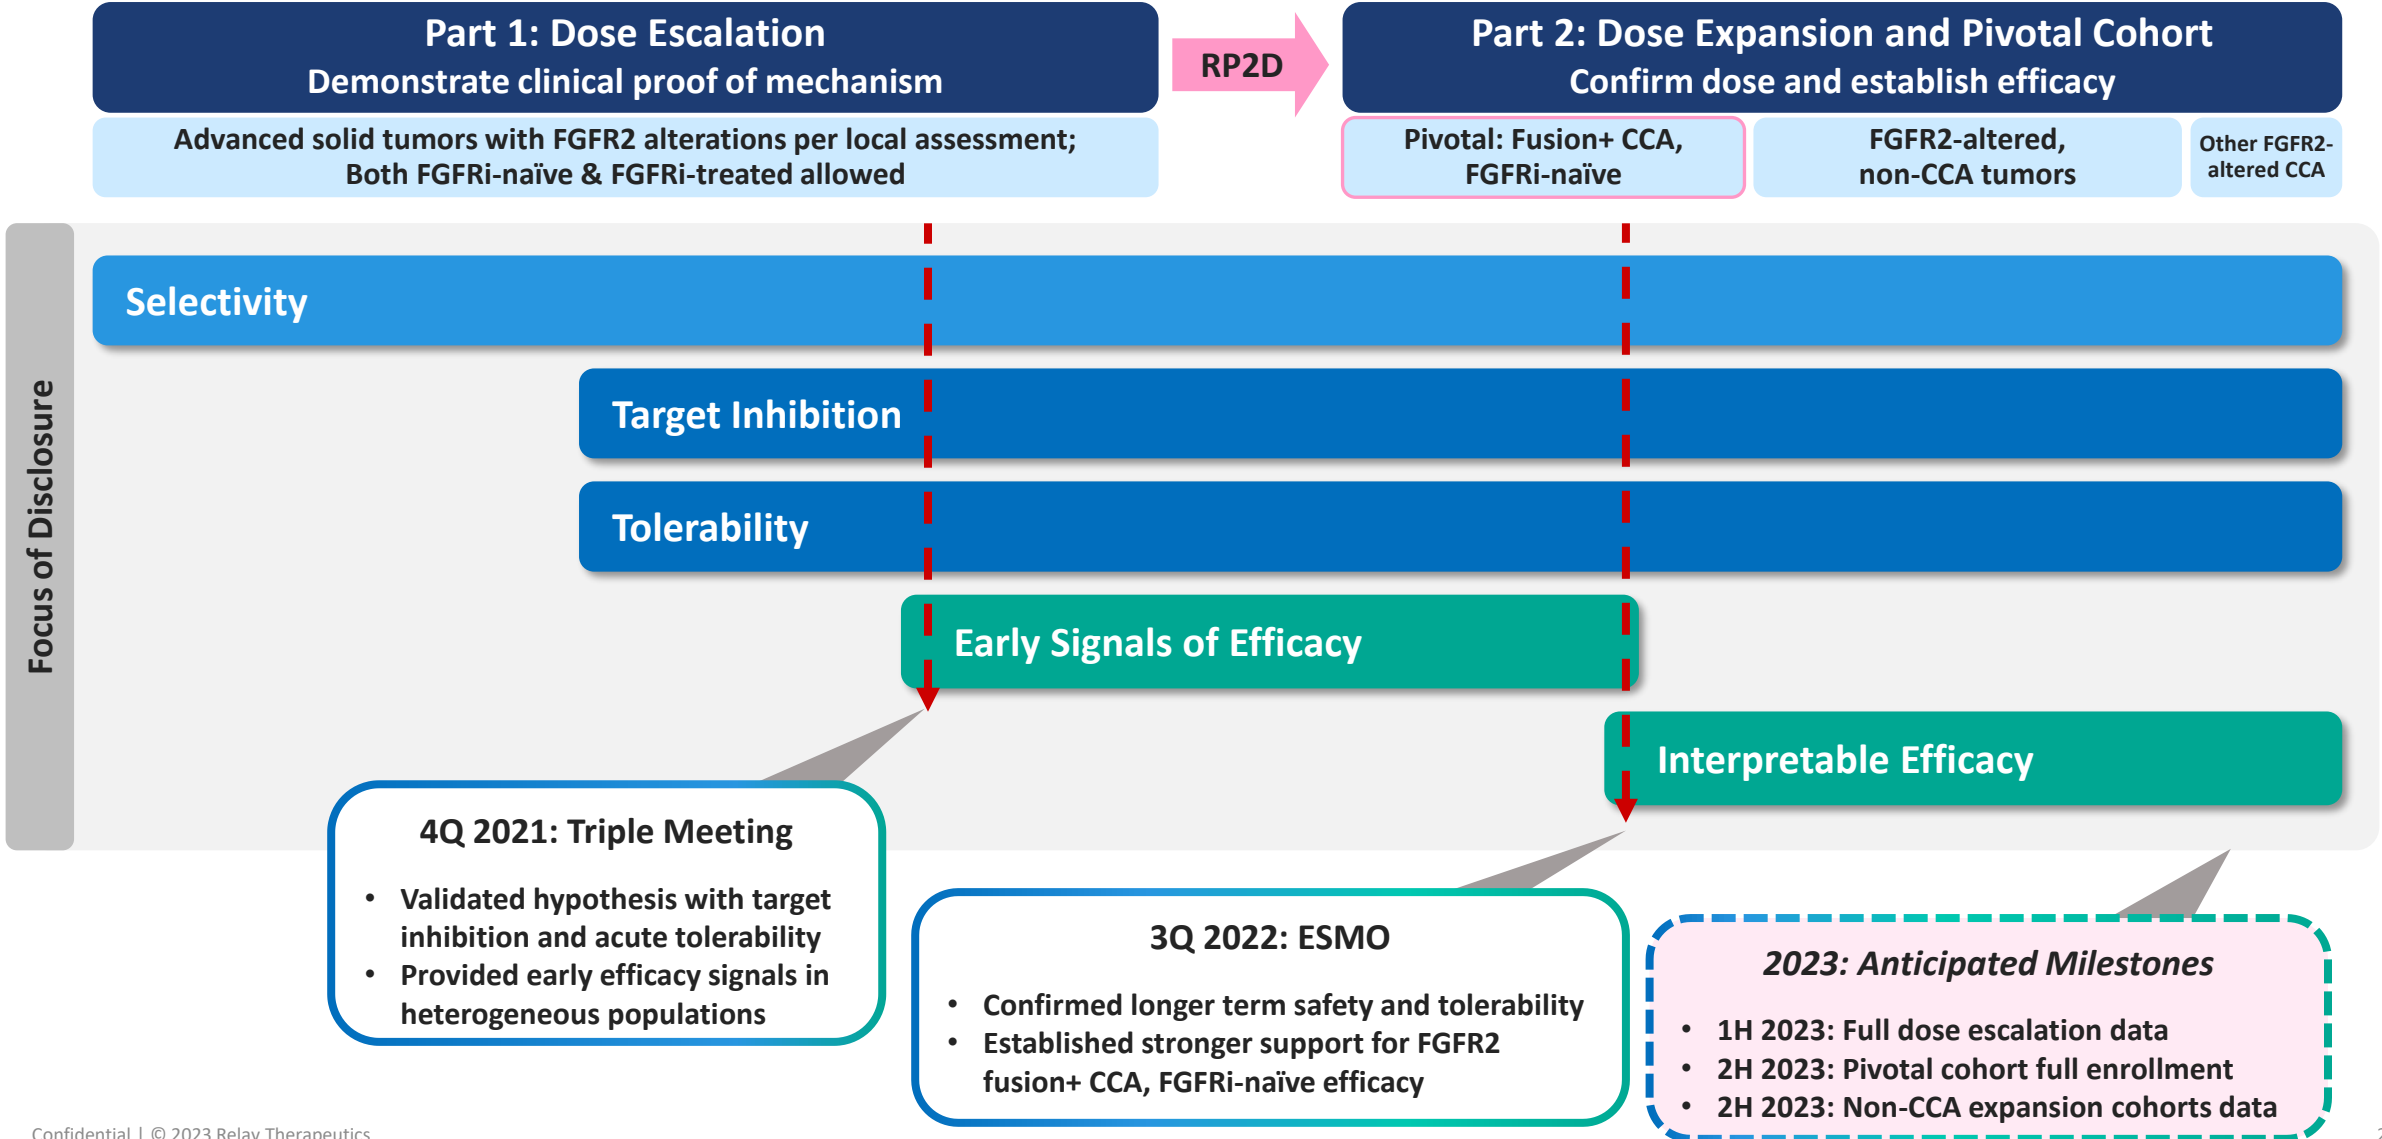 Part 1: Dose Escalation
Demonstrate clinical proof of mechanism
RP2D
Part 2: Dose Expansion and Pivotal Cohort
Confirm dose and establish efficacy
Advanced solid tumors with FGFR2 alterations per local assessment;
Both FGFRi-naïve & FGFRi-treated allowed
Pivotal: Fusion+ CCA,
FGFRi-naïve
FGFR2-altered,
non-CCA tumors
Other FGFR2-
altered CCA
Focus of Disclosure
Selectivity
Target Inhibition
Tolerability
Early Signals of Efficacy
Interpretable Efficacy
4Q 2021: Triple Meeting
• Validated hypothesis with target
inhibition and acute tolerability
• Provided early efficacy signals in
heterogeneous populations
3Q 2022: ESMO
• Confirmed longer term safety and tolerability
• Established stronger support for FGFR2
fusion+ CCA, FGFRi-naïve efficacy
2023: Anticipated Milestones
• 1H 2023: Full dose escalation data
• 2H 2023: Pivotal cohort full enrollment
• 2H 2023: Non-CCA expansion cohorts data
Confidential | © 2023 Relay Therapeutics